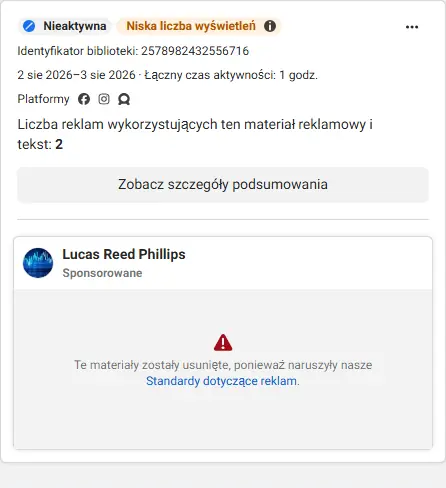 Nieaktywna Niska liczba wyświetleń
Identyfikator biblioteki: 2578982432556716
2 sie 2026–3 sie 2026 · Łączny czas aktywności: 1 godz.
Platformy
Liczba reklam wykorzystujących ten materiał reklamowy i
tekst: 2
Zobacz szczegóły podsumowania
Lucas Reed Phillips
Sponsorowane
Te materiały zostały usunięte, ponieważ naruszyły nasze
Standardy dotyczące reklam.